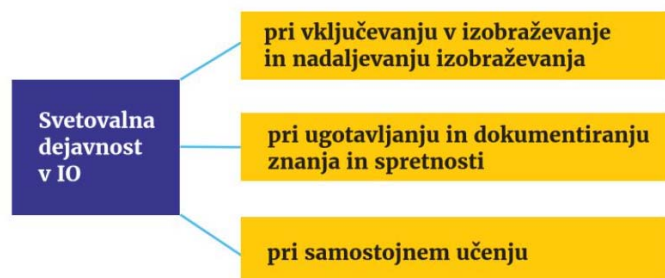 Svetovalna
dejavnost
v IO
pri vključevanju v izobraževanje
in nadaljevanju izobraževanja
pri ugotavljanju in dokumentiranju
znanja in spretnosti
pri samostojnem učenju